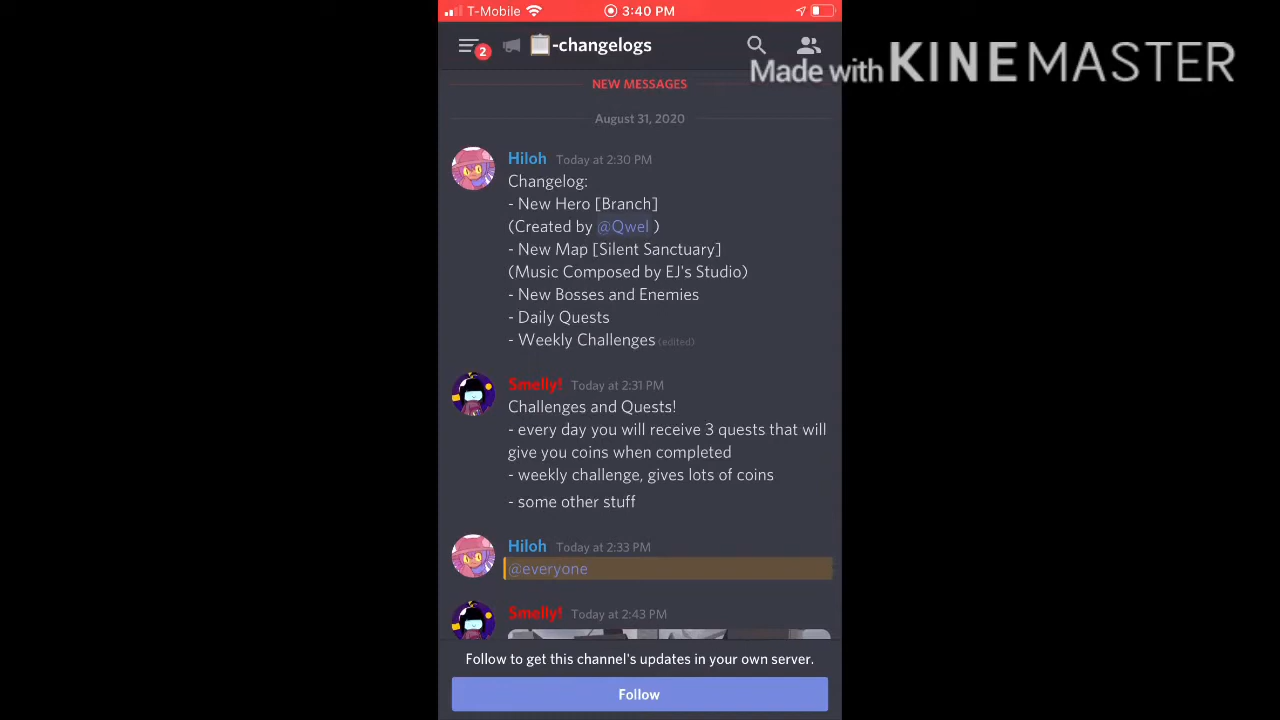 T-Mobile 3:40 PM
2 -changelogs
Made with KINEMASTER
NEW MESSAGES
August 31, 2020
Hiloh Today at 2:30 PM
Changelog:
- New Hero [Branch]
(Created by @Qwel )
- New Map [Silent Sanctuary]
(Music Composed by EJ's Studio)
- New Bosses and Enemies
- Daily Quests
- Weekly Challenges (edited)
Smelly! Today at 2:31 PM
Challenges and Quests!
- every day you will receive 3 quests that will
give you coins when completed
- weekly challenge, gives lots of coins
- some other stuff
Hiloh Today at 2:33 PM
@everyone
Smelly! Today at 2:43 PM
Follow to get this channel's updates in your own server.
Follow